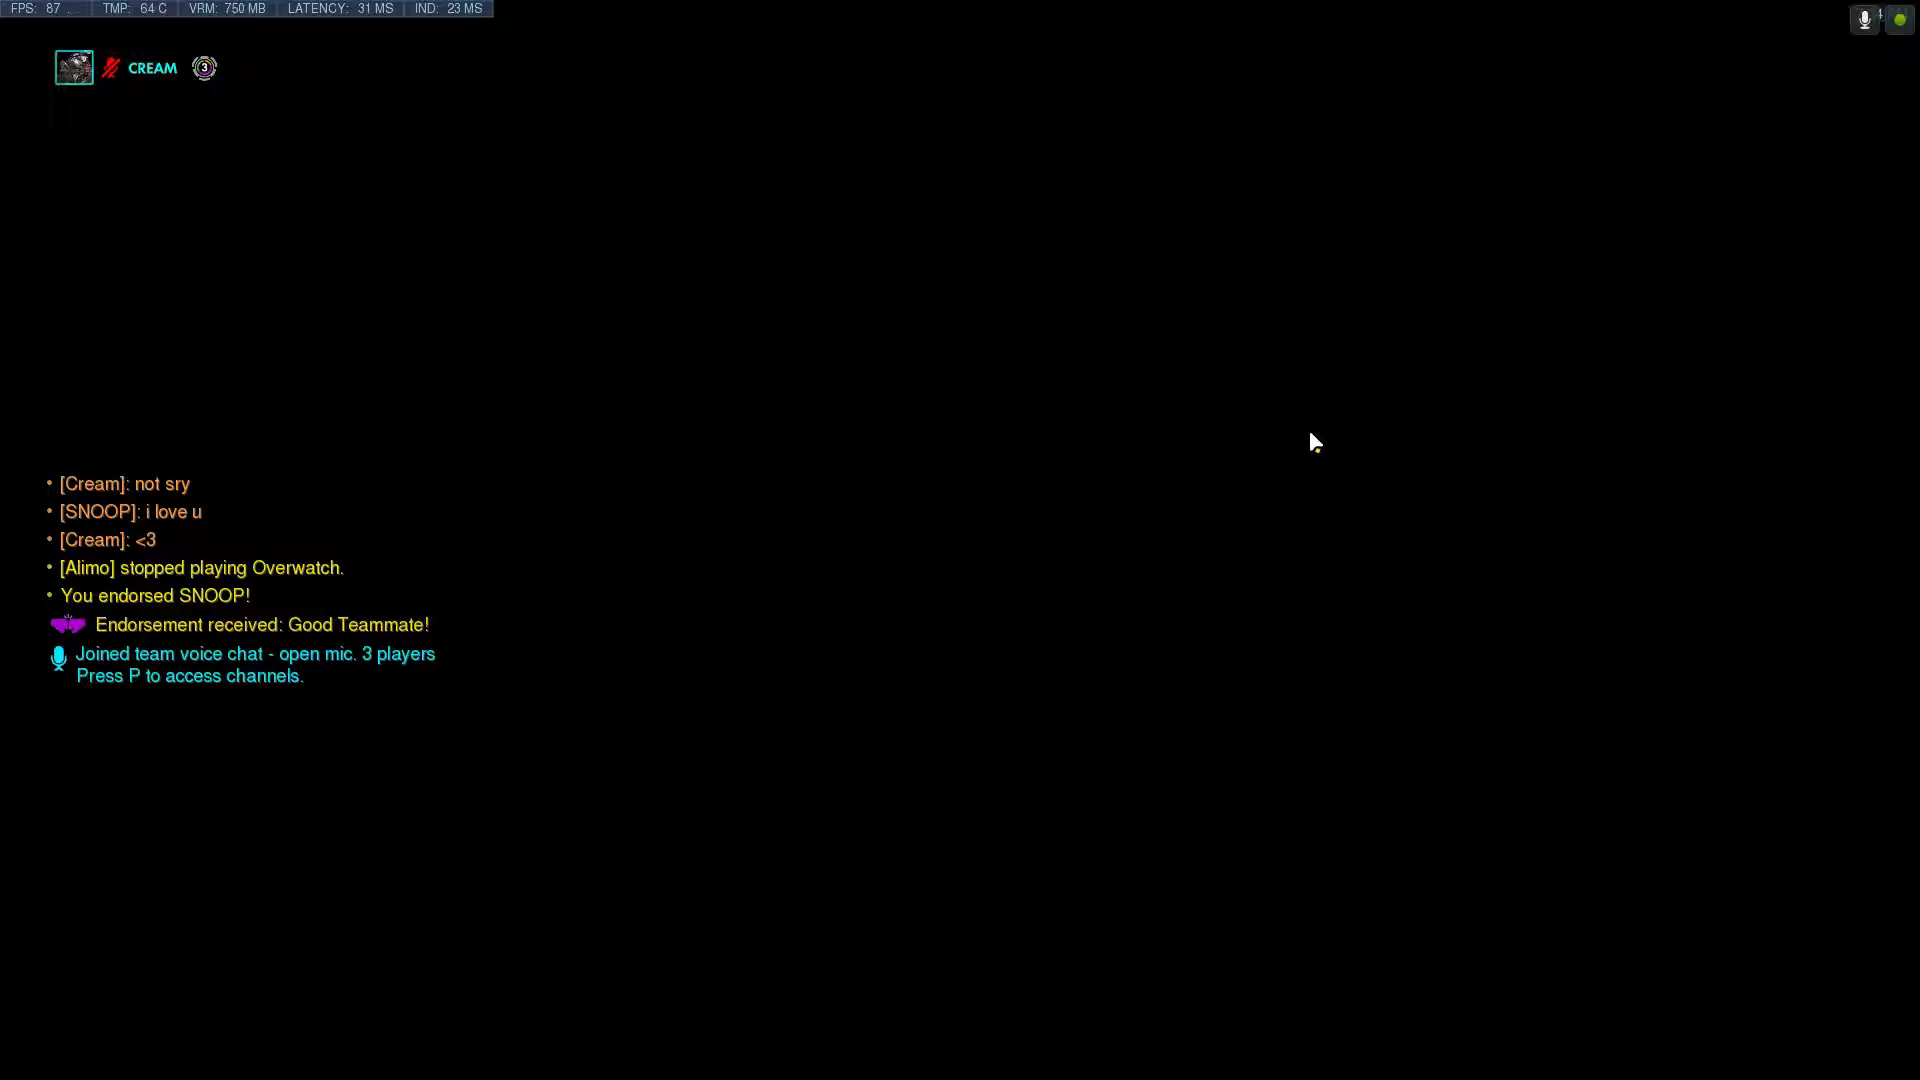 FPS: 87 TMP: 64 C VRM: 750 MB LATENCY: 31 MS IND: 23 MS
4
CREAM 3
• [Cream]: not sry
• [SNOOP]: i love u
• [Cream]: <3
• [Alimo] stopped playing Overwatch.
• You endorsed SNOOP!
Endorsement received: Good Teammate!
Joined team voice chat - open mic. 3 players
Press P to access channels.